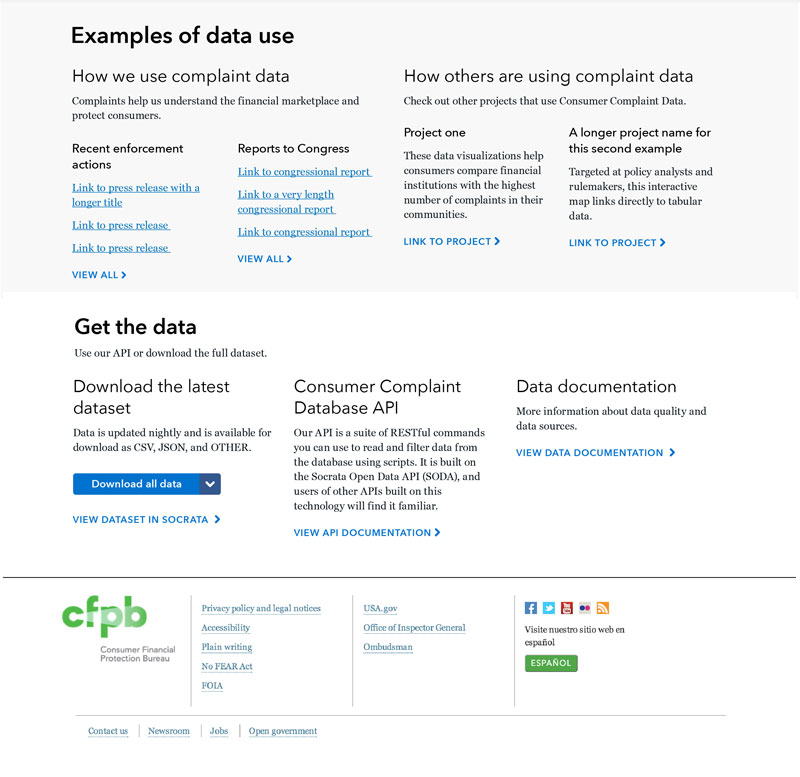 Examples of data use
How we use complaint data
Complaints help us understand the financial marketplace and
protect consumers.
Recent enforcement
actions
Link to press release with a
longer title
Link to press release
Link to press release
VIEW ALL
Reports to Congress
Link to congressional report
Link to a very length
congressional report
Link to congressional report
VIEW ALL
How others are using complaint data
Check out other projects that use Consumer Complaint Data.
Project one
These data visualizations help
consumers compare financial
institutions with the highest
number of complaints in their
communities.
LINK TO PROJECT
A longer project name for
this second example
Targeted at policy analysts and
rulemakers, this interactive
map links directly to tabular
data.
LINK TO PROJECT
Get the data
Use our API or download the full dataset.
Download the latest
dataset
Data is updated nightly and is available for
download as CSV, JSON, and OTHER.
Download all data
VIEW DATASET IN SOCRATA
Consumer Complaint
Database API
Our API is a suite of RESTful commands
you can use to read and filter data from
the database using scripts. It is built on
the Socrata Open Data API (SODA), and
users of other APIs built on this
technology will find it familiar.
VIEW API DOCUMENTATION
Data documentation
More information about data quality and
data sources.
VIEW DATA DOCUMENTATION
cfpb
Consumer Financial
Protection Bureau
Privacy policy and legal notices
Accessibility
Plain writing
No FEAR Act
FOIA
USA.gov
Office of Inspector General
Ombudsman
Visite nuestro sitio web en
español
ESPAÑOL
Contact us
Newsroom
Jobs
Open government